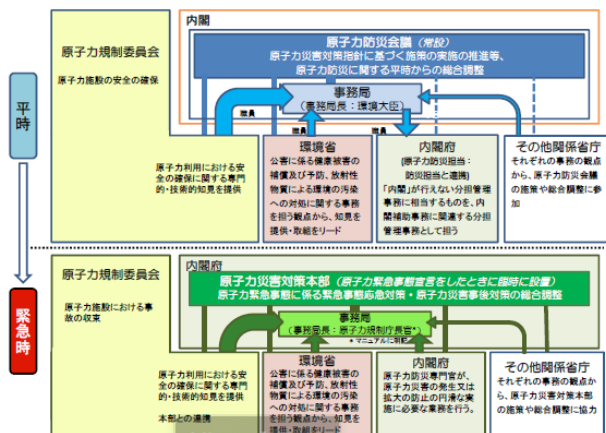 内閣
原子力規制委員会
原子力施設の安全の確保
原子力防災会議（常設）
原子力災害対策指針に基づく施策の実施の推進等、
原子力防災に関する平時からの総合調整
事務局
（事務局長：環境大臣）
職員
職員
職員
平時
原子力利用における安
全の確保に関する専門
的・技術的知見を提供
環境省
公害に係る健康被害の
補償及び予防、放射性
物質による環境の汚染
への対処に関する事務
を担う観点から、知見を
提供・取組をリード
内閣府
（原子力防災担当：
防災担当と連携）
「内閣」が行えない分担管理
事務に相当するものを、内
閣補助事務に関連する分担
管理事務として担う
その他関係省庁
それぞれの事務の観点
から、原子力防災会議
の施策や総合調整に参
加
緊急時
内閣府
原子力規制委員会
原子力施設における事
故の収束
原子力災害対策本部（原子力緊急事態宣言をしたときに臨時に設置）
原子力緊急事態に係る緊急事態応急対策・原子力災害事後対策の総合調整
事務局
（事務局長：原子力規制庁長官*）
* マニュアルに明記
原子力利用における安
全の確保に関する専門
的・技術的知見を提供
本部との連携
環境省
公害に係る健康被害の
補償及び予防、放射性
物質による環境の汚染
への対処に関する事務
を担う観点から、知見を
提供・取組をリード
内閣府
原子力防災専門官が、
原子力災害の発生又は
拡大の防止の円滑な実
施に必要な業務を行う。
その他関係省庁
それぞれの事務の観点か
ら、原子力災害対策本部
の施策や総合調整に協力